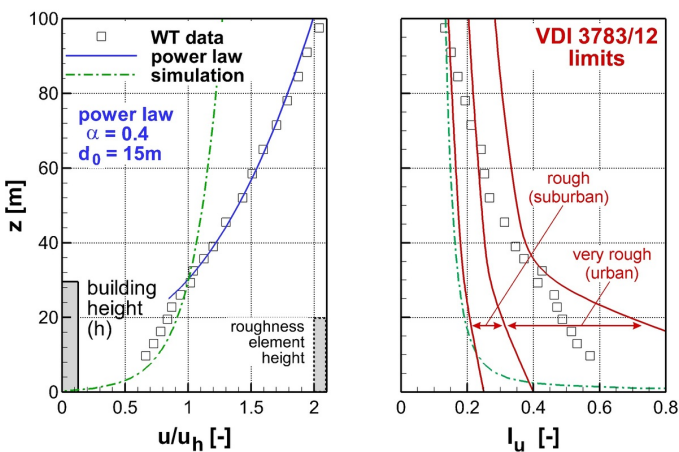 100
80
60
40
20
0
z [m]
WT data
power law
simulation
power law
α = 0.4
d0 = 15m
building
height
(h)
roughness
element
height
0
0.5
1
1.5
2
u/uh [-]
VDI 3783/12
limits
rough
(suburban)
very rough
(urban)
0
0.2
0.4
0.6
0.8
Iu [-]